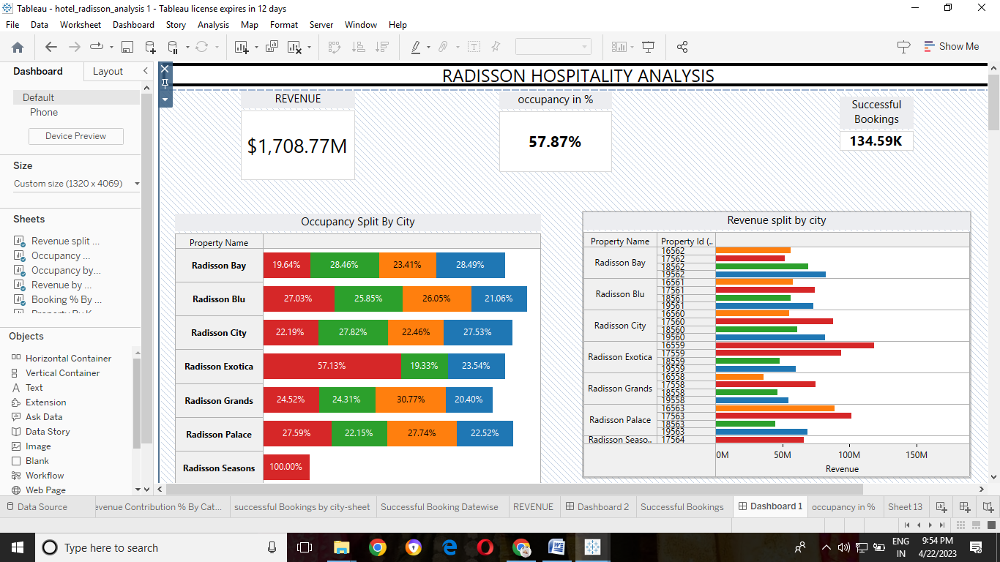 Tableau - hotel_radisson_analysis 1 - Tableau license expires in 12 days
File Data Worksheet Dashboard Story Analysis Map Format Server Window Help
Show Me
Dashboard Layout
Default
Phone
Device Preview
Size
Custom size (1320 x 4069)
Sheets
Revenue split ...
Occupancy ...
Occupancy by...
Revenue by ...
Booking % By ...
Objects
Horizontal Container
Vertical Container
Text
Extension
Ask Data
Data Story
Image
Blank
Workflow
Web Page
RADISSON HOSPITALITY ANALYSIS
REVENUE
$1,708.77M
occupancy in %
57.87%
Successful
Bookings
134.59K
Occupancy Split By City
Property Name
Radisson Bay 19.64% 28.46% 23.41% 28.49%
Radisson Blu 27.03% 25.85% 26.05% 21.06%
Radisson City 22.19% 27.82% 22.46% 27.53%
Radisson Exotica 57.13% 19.33% 23.54%
Radisson Grands 24.52% 24.31% 30.77% 20.40%
Radisson Palace 27.59% 22.15% 27.74% 22.52%
Radisson Seasons 100.00%
Revenue split by city
Property Name Property Id (..
Radisson Bay
16562
17562
18562
19562
Radisson Blu
16561
17561
18561
19561
Radisson City
16560
17560
18560
19560
Radisson Exotica
16559
17559
18559
19559
Radisson Grands
16558
17558
18558
19558
Radisson Palace
16563
17563
18563
19563
Radisson Seaso.. 17564
0M 50M 100M 150M
Revenue
Data Source evenue Contribution % By Cat... successful Bookings by city-sheet Successful Booking Datewise REVENUE Dashboard 2 Successful Bookings Dashboard 1 occupancy in % Sheet 13
Type here to search
ENG
IN
9:54 PM
4/22/2023